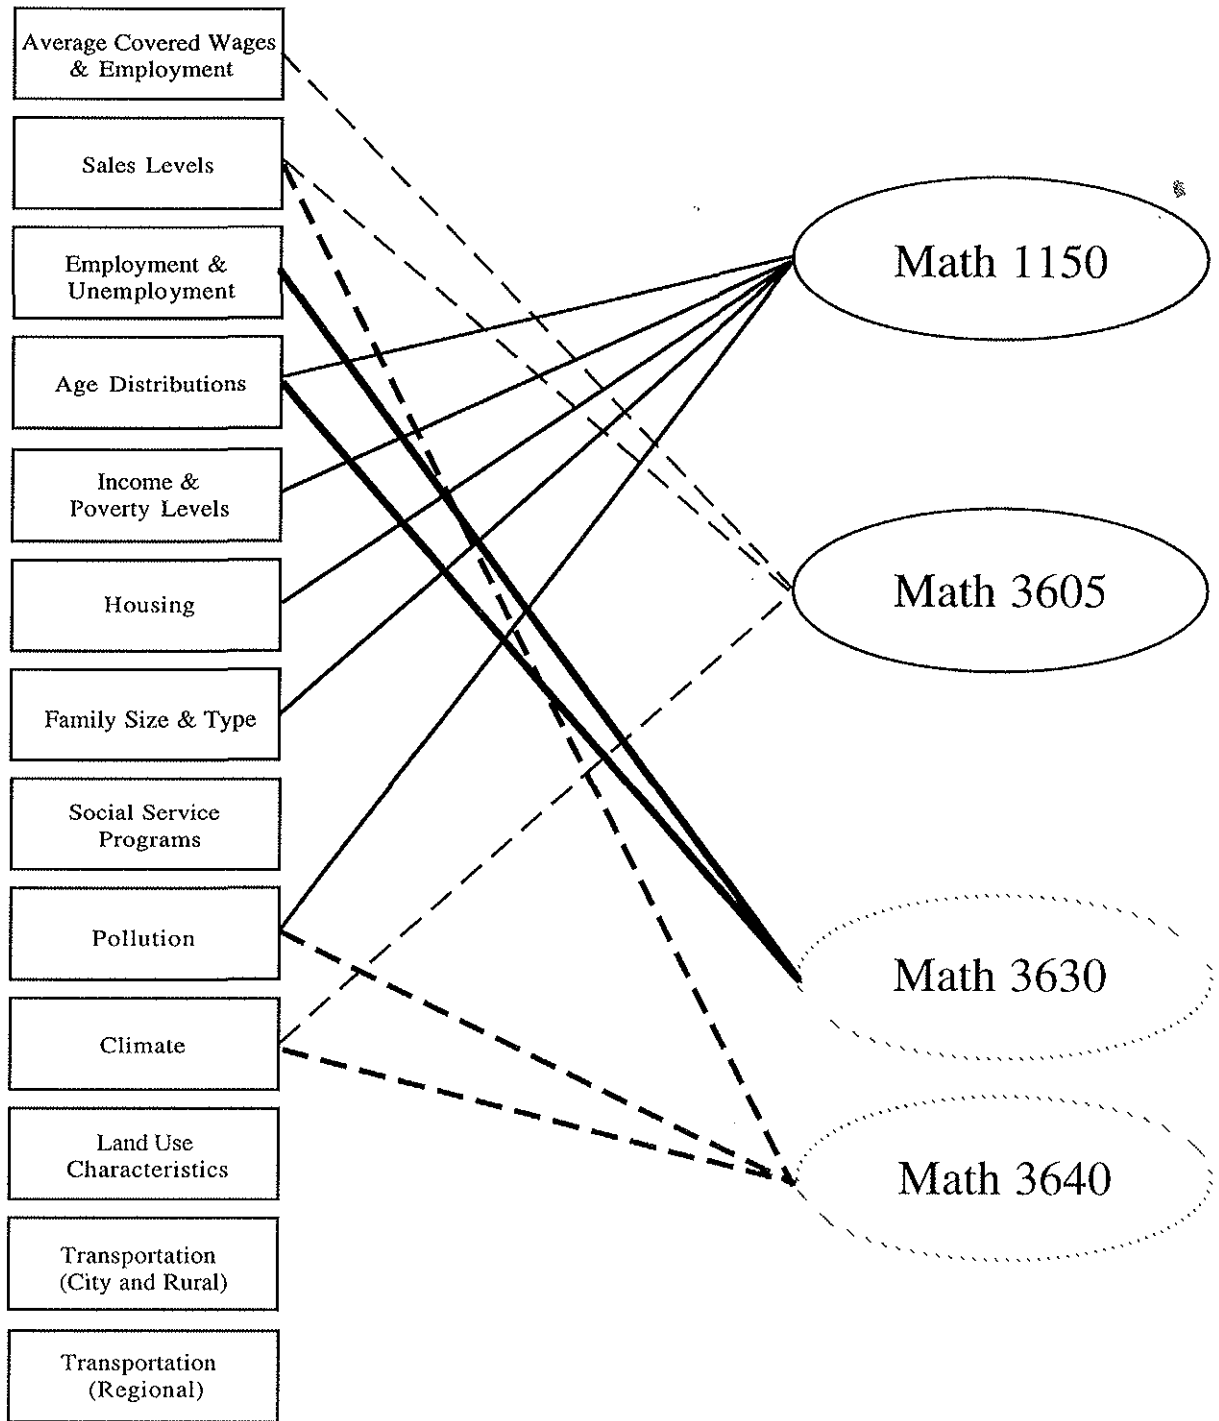 Average Covered Wages
& Employment
Sales Levels
Employment &
Unemployment
Age Distributions
Income &
Poverty Levels
Housing
Family Size & Type
Social Service
Programs
Pollution
Climate
Land Use
Characteristics
Transportation
(City and Rural)
Transportation
(Regional)
Math 1150
Math 3605
Math 3630
Math 3640